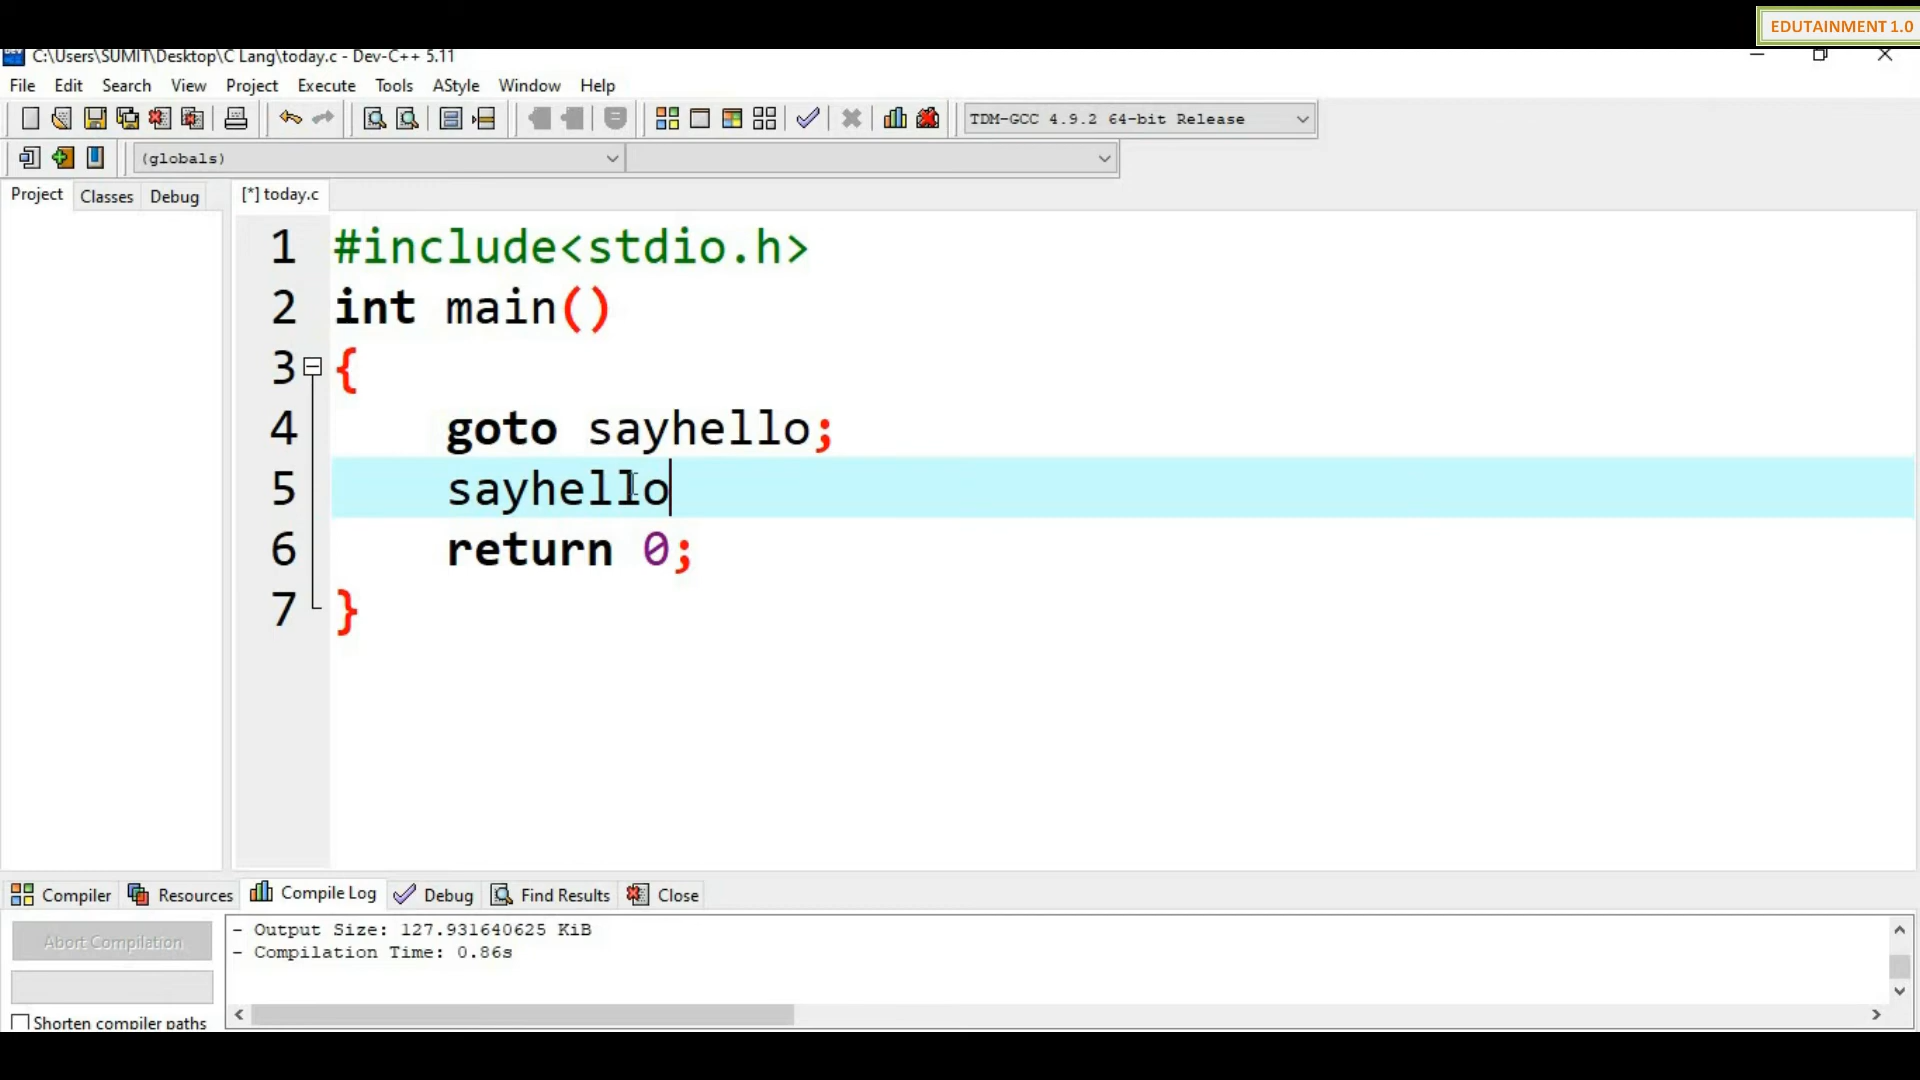 EDUTAINMENT 1.0
C:\Users\SUMIT\Desktop\C Lang\today.c - Dev-C++ 5.11
File Edit Search View Project Execute Tools AStyle Window Help
TDM-GCC 4.9.2 64-bit Release
(globals)
Project Classes Debug [*] today.c
1 #include<stdio.h>
2 int main()
3 {
4 goto sayhello;
5 sayhello
6 return 0;
7 }
Compiler Resources Compile Log Debug Find Results Close
Abort Compilation
- Output Size: 127.931640625 KiB
- Compilation Time: 0.86s
Shorten compiler paths